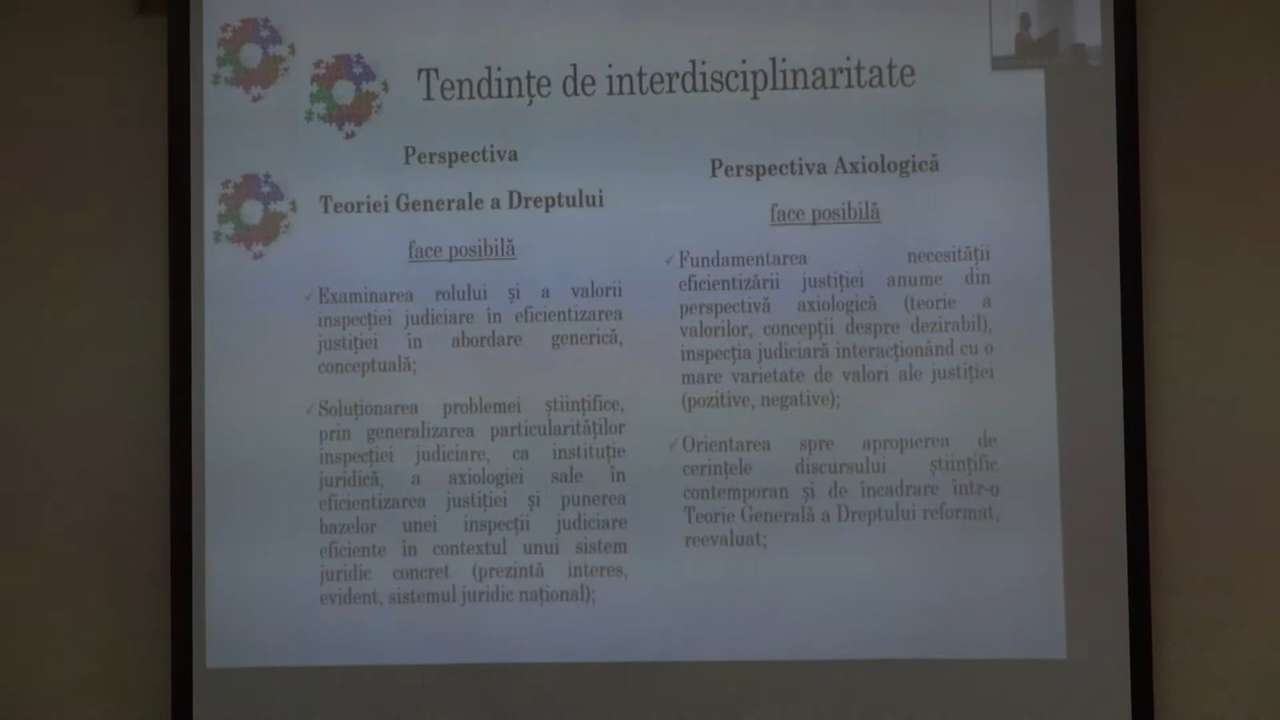 Tendințe de interdisciplinaritate
Perspectiva
Teoriei Generale a Dreptului
face posibilă
✓Examinarea rolului și a valorii
inspecției judiciare în eficientizarea
justiției în abordare generică,
conceptuală;
✓Soluționarea problemei științifice,
prin generalizarea particularităților
inspecției judiciare, ca instituție
juridică, a axiologiei sale în
eficientizarea justiției și punerea
bazelor unei inspecții judiciare
eficiente în contextul unui sistem
juridic concret (prezintă interes,
evident, sistemul juridic național);
Perspectiva Axiologică
face posibilă
✓Fundamentarea necesității
eficientizării justiției anume din
perspectivă axiologică (teorie a
valorilor, concepții despre dezirabil),
inspecția judiciară interacționând cu o
mare varietate de valori ale justiției
(pozitive, negative);
✓Orientarea spre apropierea de
cerințele discursului științific
contemporan și de încadrare într-o
Teorie Generală a Dreptului reformat,
reevaluat;